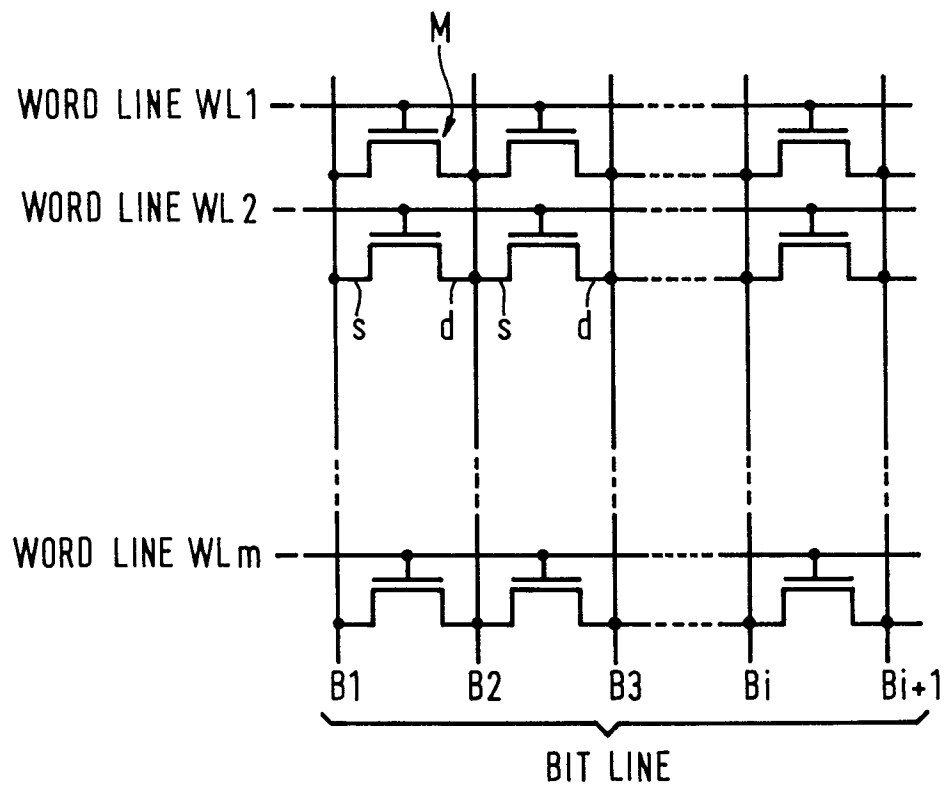 M
WORD LINE WL1
WORD LINE WL2
s d s d
WORD LINE WLm
B1 B2 B3 Bi Bi+1
BIT LINE